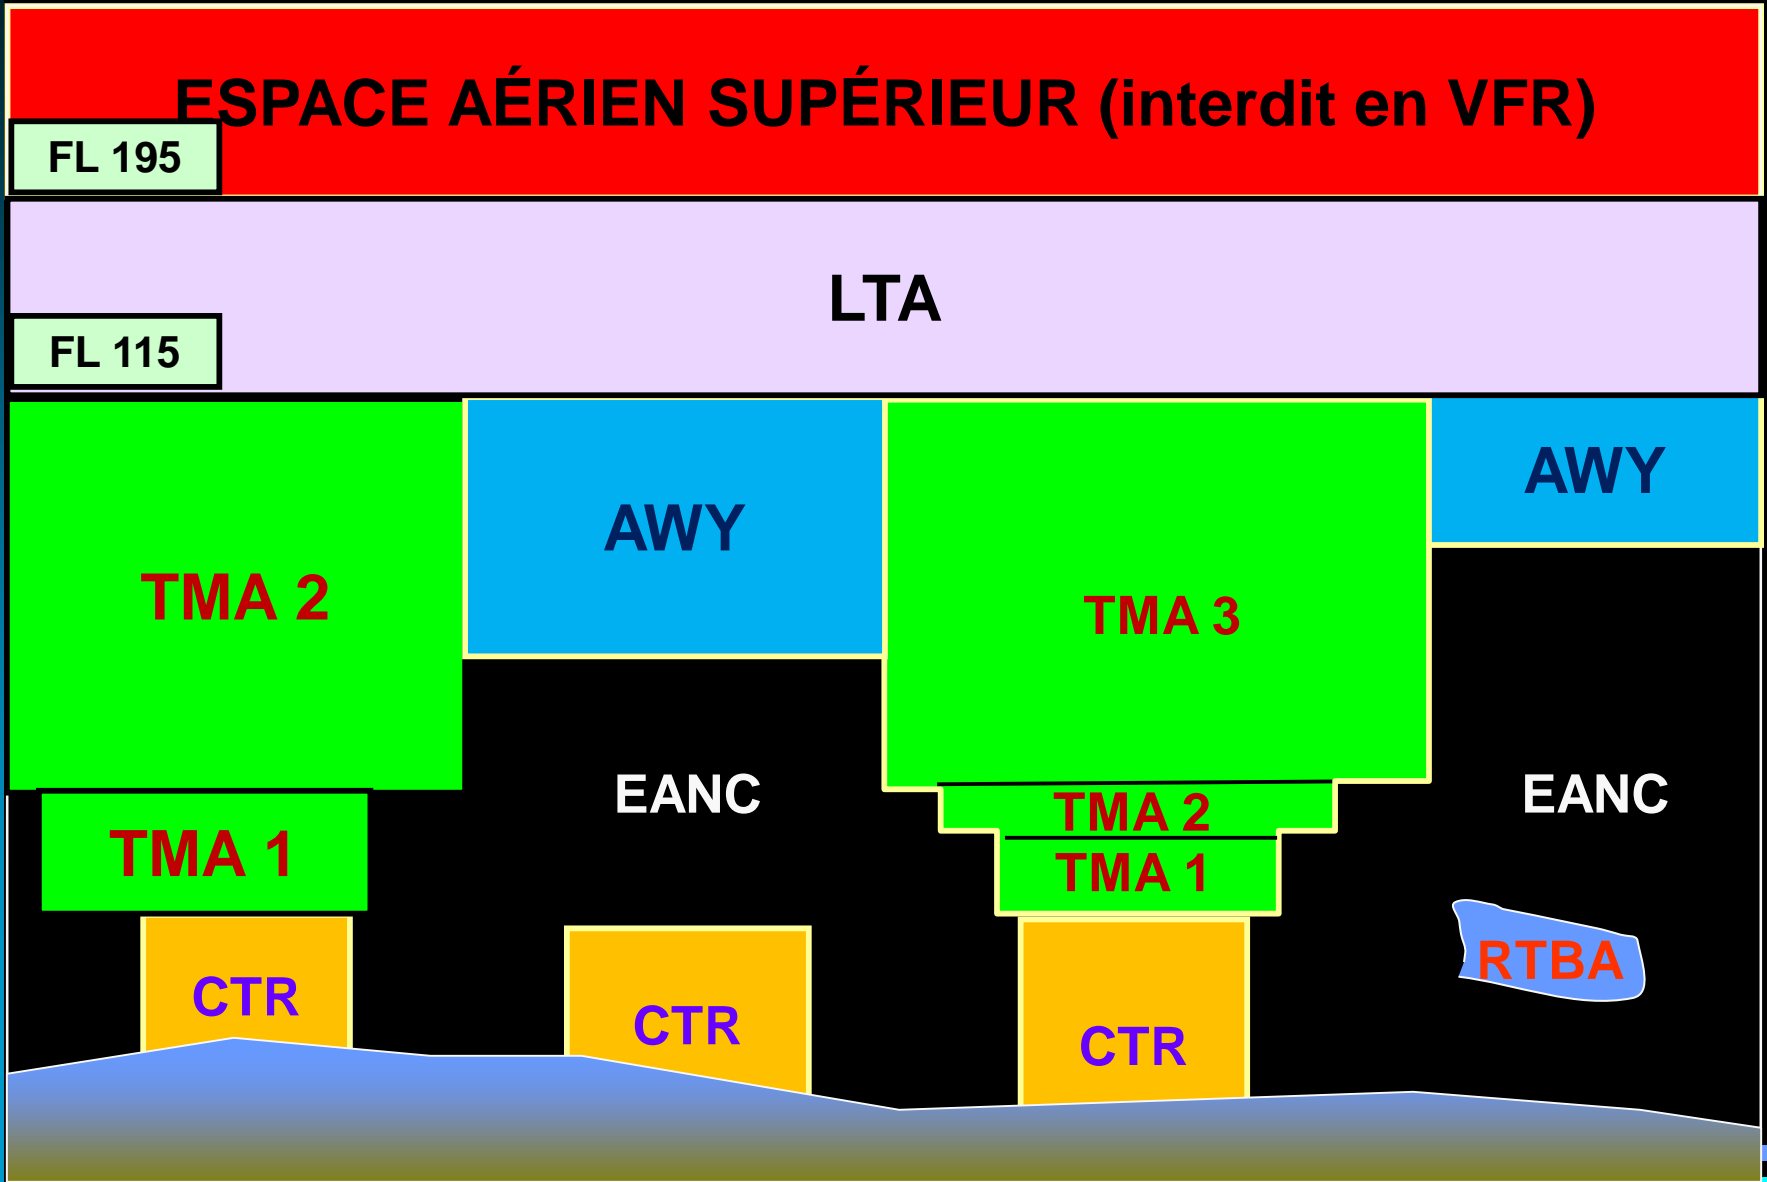 ESPACE AÉRIEN SUPÉRIEUR (interdit en VFR)
FL 195
LTA
FL 115
AWY
AWY
TMA 2
TMA 3
EANC
EANC
TMA 2
TMA 1
TMA 1
RTBA
CTR
CTR
CTR